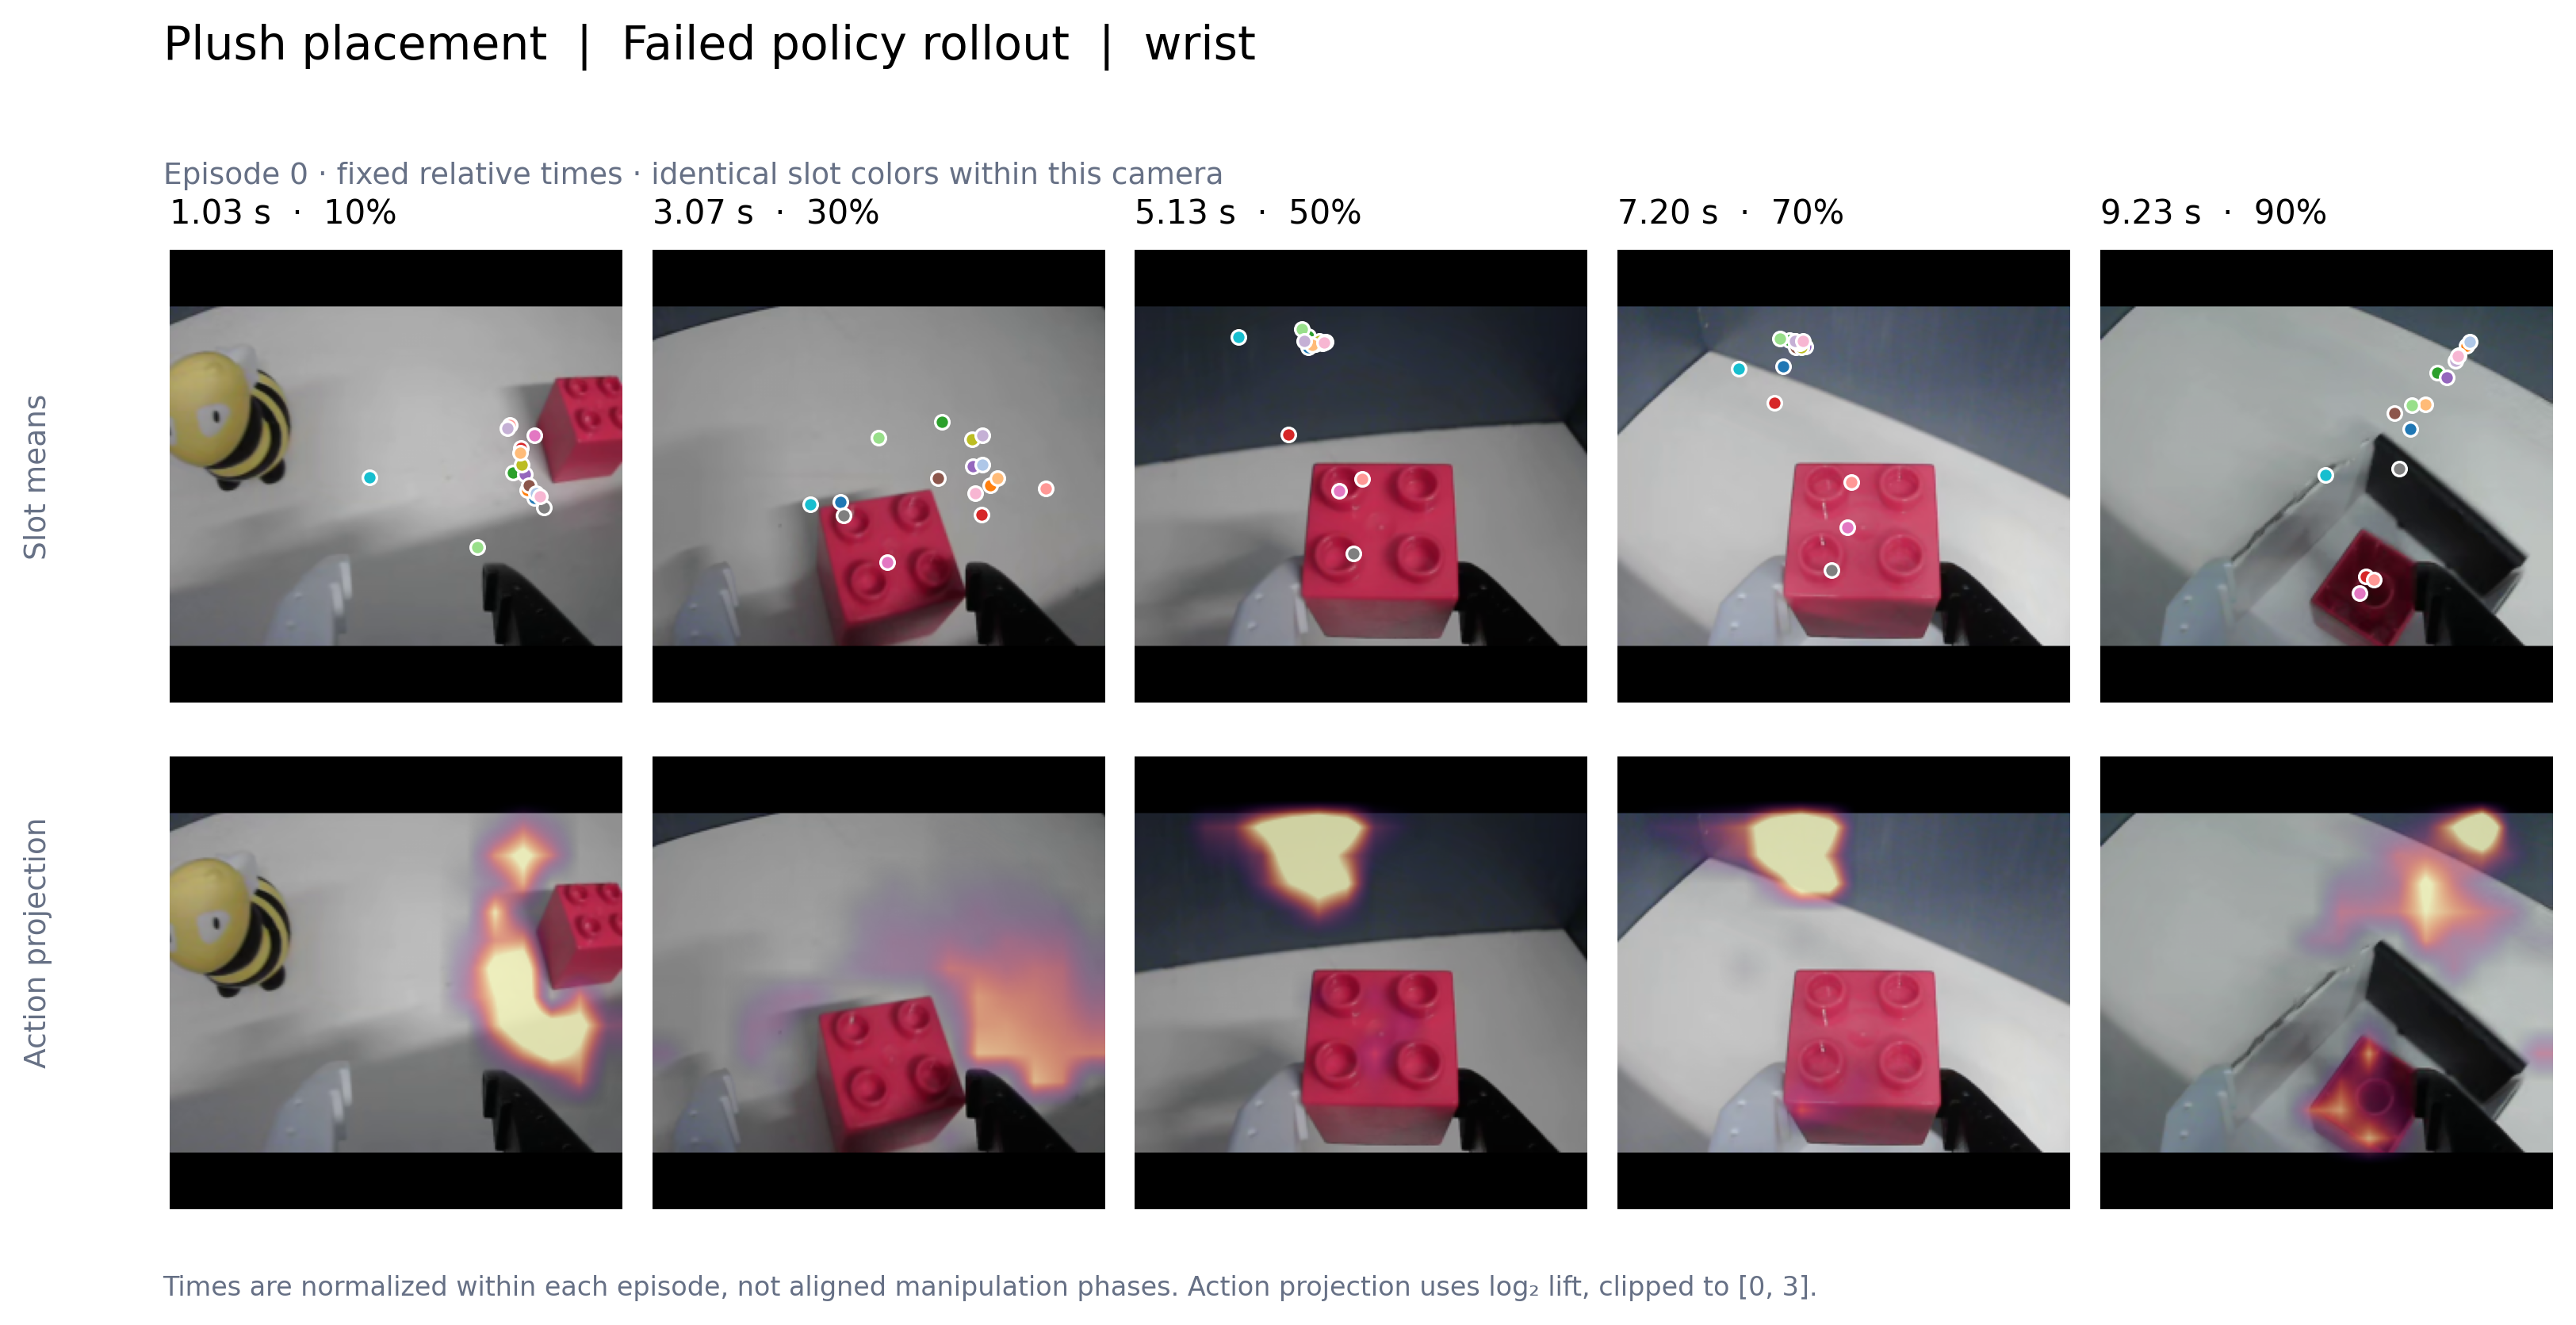 Plush placement | Failed policy rollout | wrist
Episode 0 · fixed relative times · identical slot colors within this camera
1.03 s · 10%
3.07 s · 30%
5.13 s · 50%
7.20 s · 70%
9.23 s · 90%
Slot means
Action projection
Times are normalized within each episode, not aligned manipulation phases. Action projection uses log₂ lift, clipped to [0, 3].